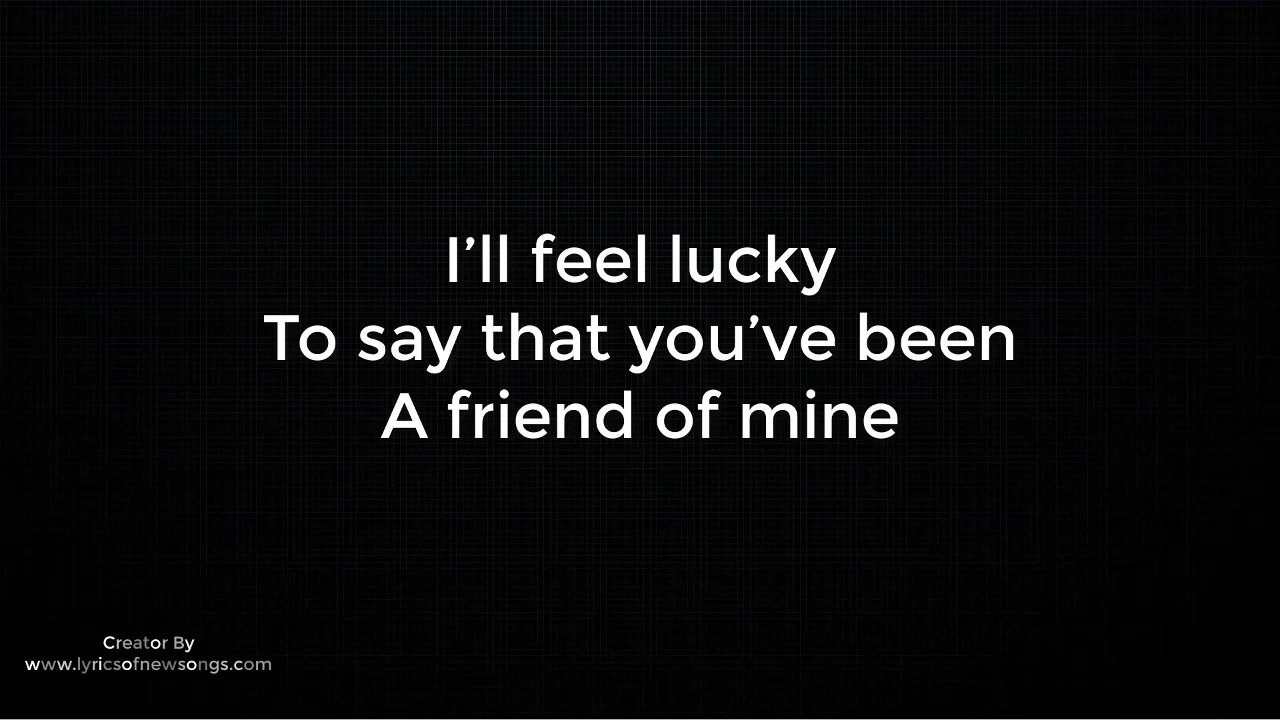 I’ll feel lucky
To say that you’ve been
A friend of mine
Creator By
www.lyricsofnewsongs.com